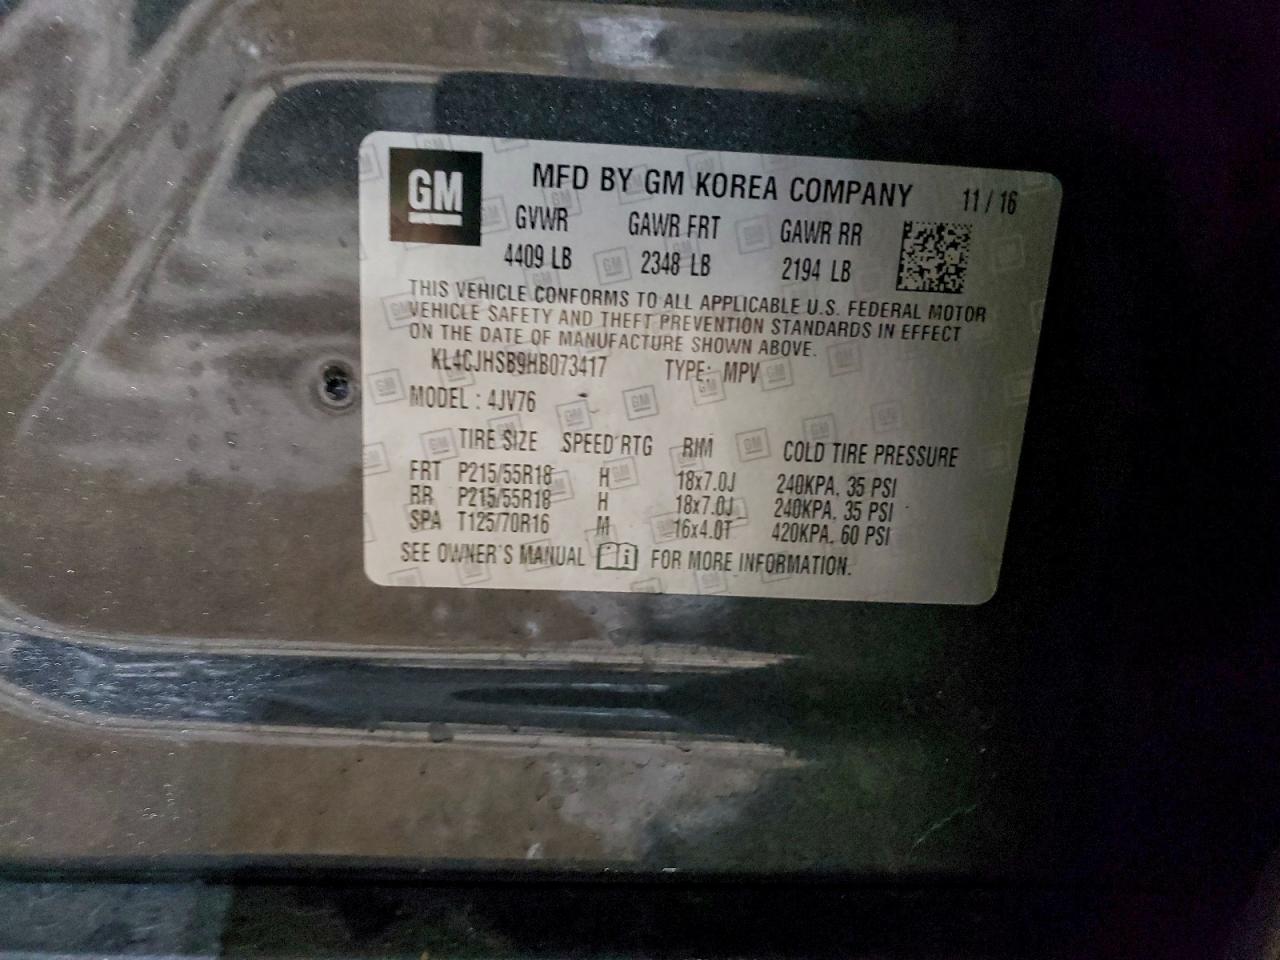 GM
MFD BY GM KOREA COMPANY 11 / 16
GVWR GAWR FRT GAWR RR
4409 LB 2348 LB 2194 LB
THIS VEHICLE CONFORMS TO ALL APPLICABLE U.S. FEDERAL MOTOR
VEHICLE SAFETY AND THEFT PREVENTION STANDARDS IN EFFECT
ON THE DATE OF MANUFACTURE SHOWN ABOVE.
KL4CJHSB9HB073417 TYPE: MPV
MODEL : 4JV76
TIRE SIZE SPEED RTG RIM COLD TIRE PRESSURE
FRT P215/55R18 H 18x7.0J 240KPA, 35 PSI
RR P215/55R18 H 18x7.0J 240KPA, 35 PSI
SPA T125/70R16 M 16x4.0T 420KPA, 60 PSI
SEE OWNER'S MANUAL FOR MORE INFORMATION.